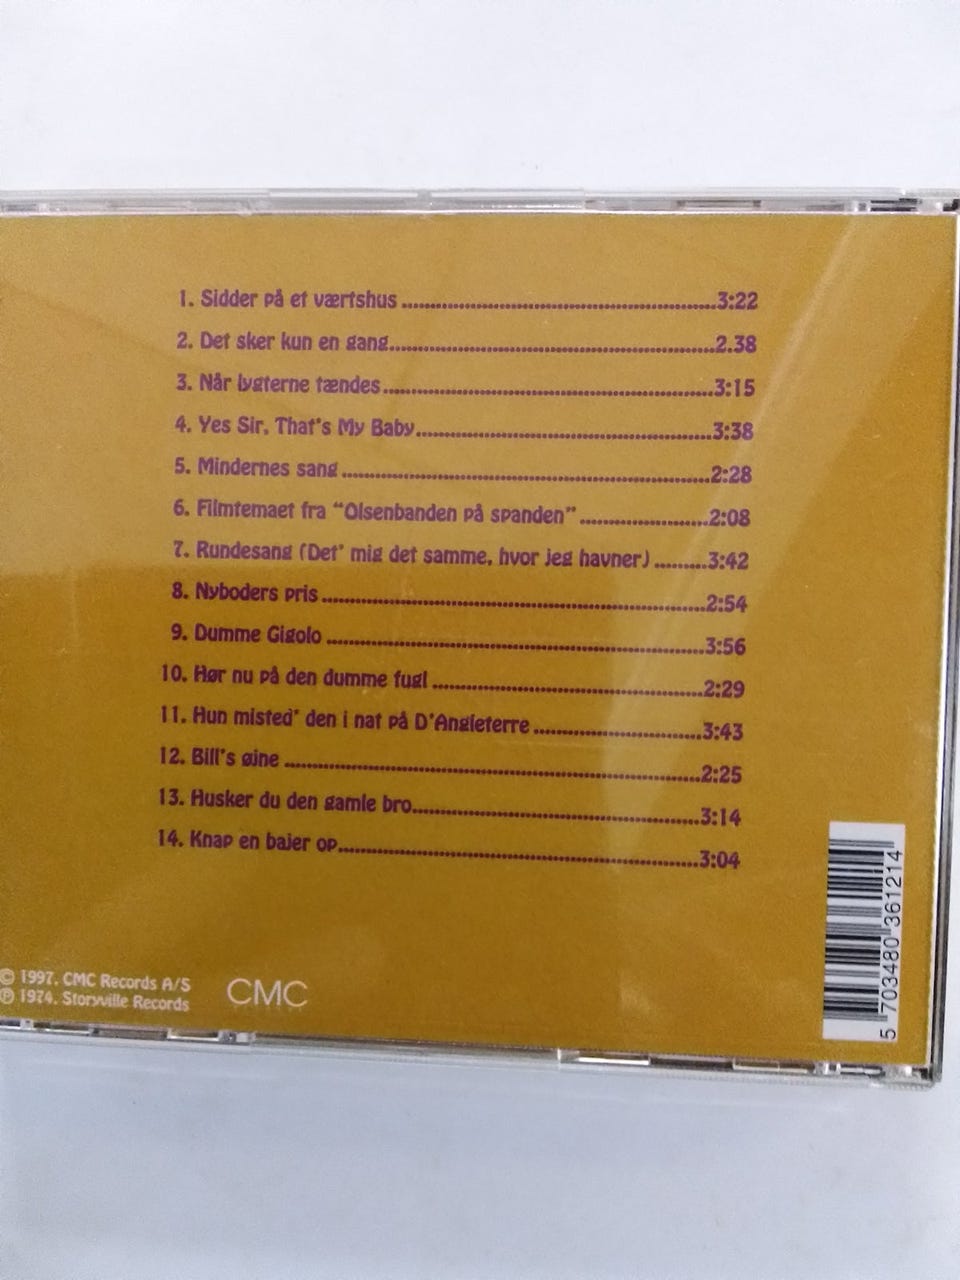 1. Sidder på et værtshus ........................................3:22
2. Det sker kun en gang.........................................2.38
3. Når lygterne tændes..........................................3:15
4. Yes Sir, That's My Baby......................................3:38
5. Mindernes sang ...............................................2:28
6. Filmtemaet fra "Olsenbanden på spanden" .................2:08
7. Rundesang (Det' mig det samme, hvor jeg havner) .........3:42
8. Nyboders pris .................................................2:54
9. Dumme Gigolo ................................................3:56
10. Hør nu på den dumme fugl ...................................2:29
11. Hun misted' den i nat på D'Angleterre ......................3:43
12. Bill's øjne .....................................................2:25
13. Husker du den gamle bro.....................................3:14
14. Knap en bajer op..............................................3:04
© 1997. CMC Records A/S
℗ 1974. Storyville Records
CMC
5 703480 361214